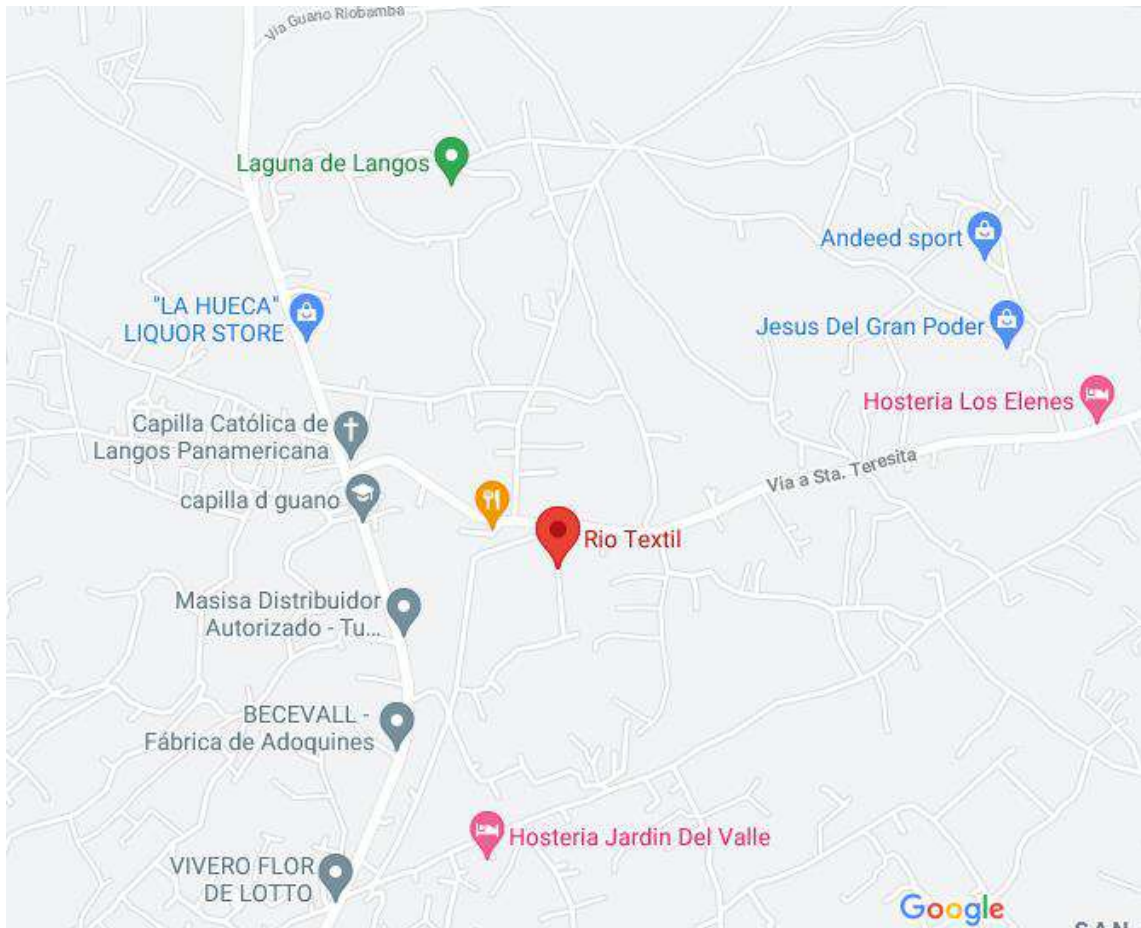 Via Guano Riobamba
Laguna de Langos
Andeed sport
"LA HUECA"
LIQUOR STORE
Jesus Del Gran Poder
Hosteria Los Elenes
Capilla Católica de
Langos Panamericana
Via a Sta. Teresita
capilla d guano
Rio Textil
Masisa Distribuidor
Autorizado - Tu...
BECEVALL -
Fábrica de Adoquines
Hosteria Jardin Del Valle
VIVERO FLOR
DE LOTTO
Google
SAN